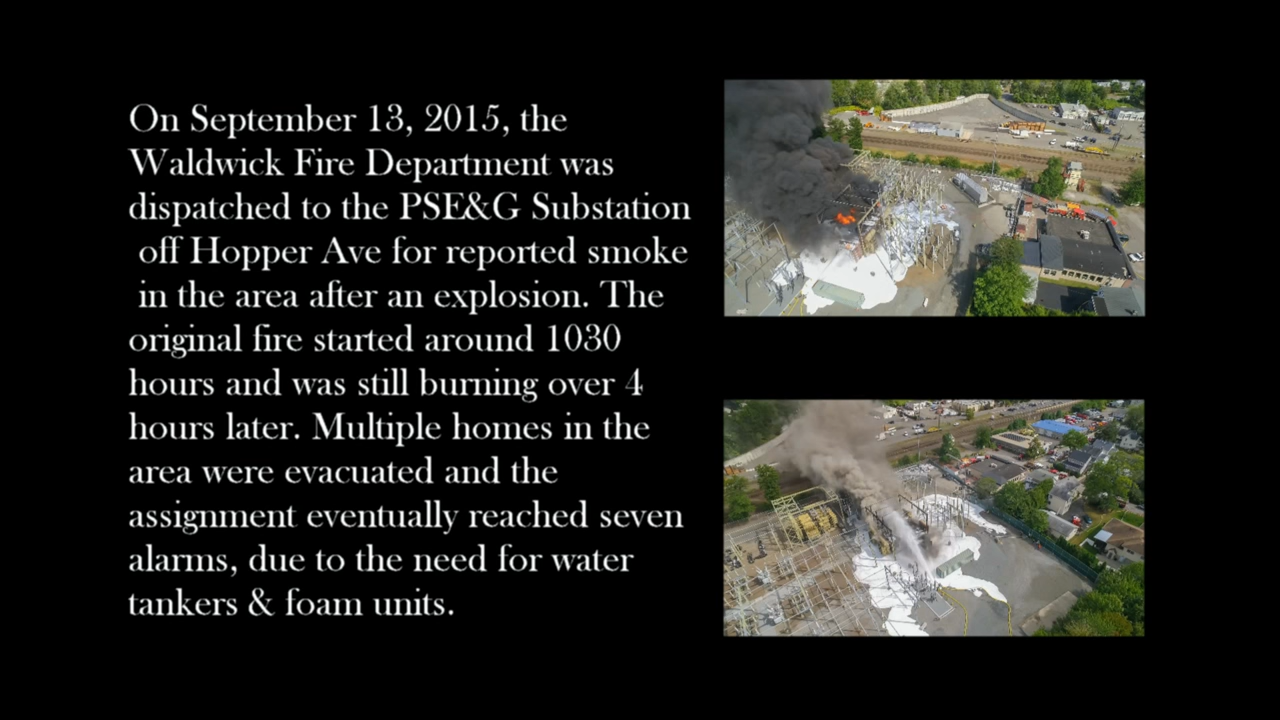 On September 13, 2015, the
Waldwick Fire Department was
dispatched to the PSE&G Substation
off Hopper Ave for reported smoke
in the area after an explosion. The
original fire started around 1030
hours and was still burning over 4
hours later. Multiple homes in the
area were evacuated and the
assignment eventually reached seven
alarms, due to the need for water
tankers & foam units.